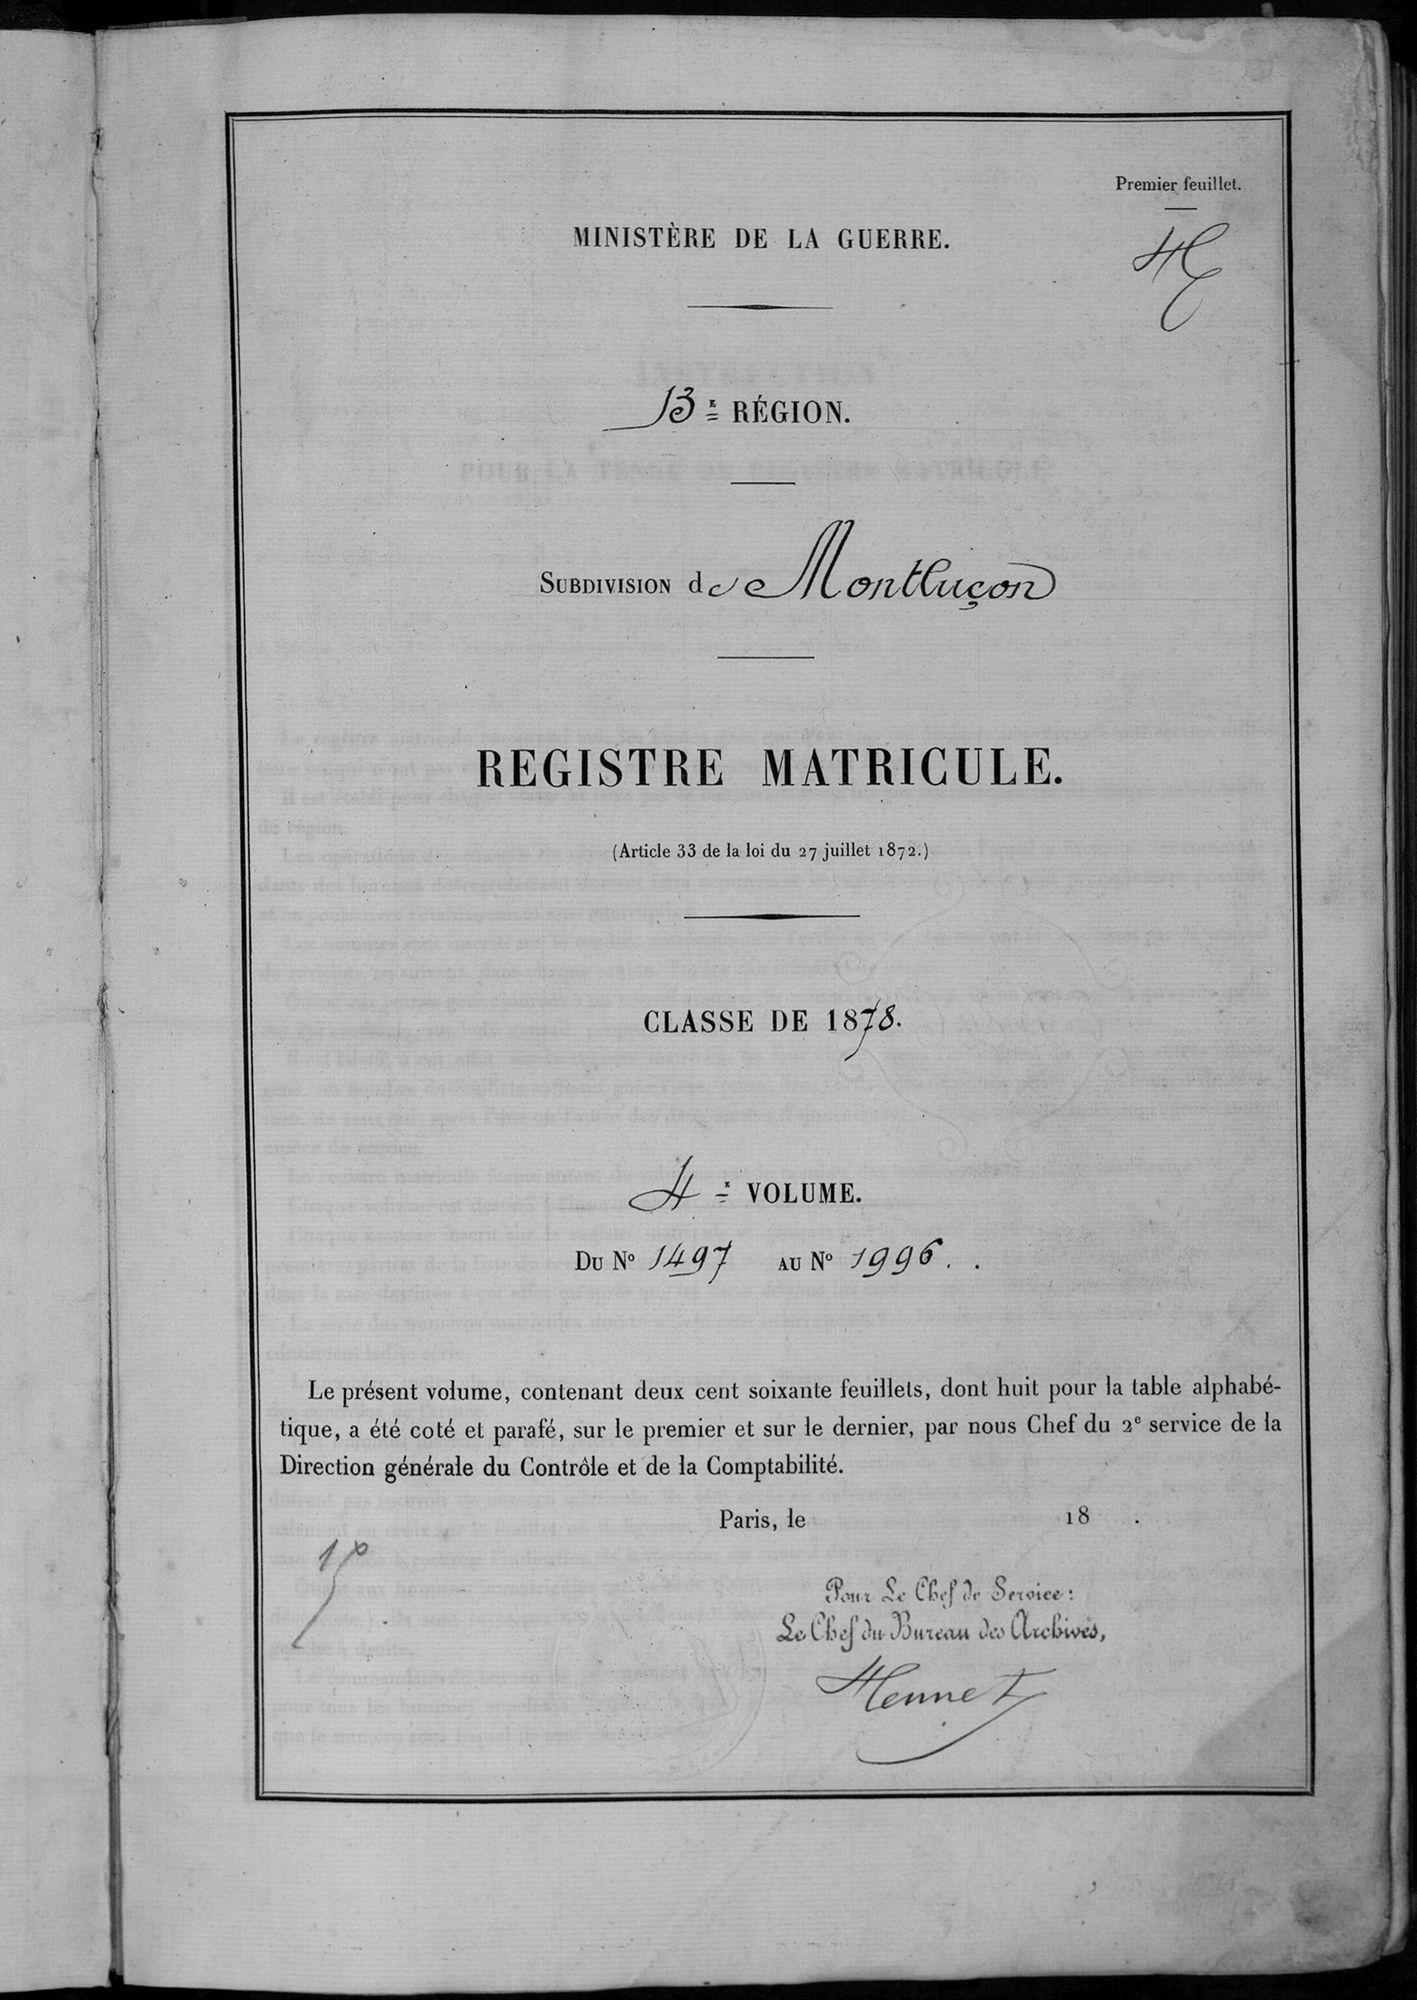 Premier feuillet.
MINISTÈRE DE LA GUERRE.
13E RÉGION.
SUBDIVISION de Montluçon
REGISTRE MATRICULE.
(Article 33 de la loi du 27 juillet 1872.)
CLASSE DE 1878.
4E VOLUME.
DU No 1497 AU No 1996. .
Le présent volume, contenant deux cent soixante feuillets, dont huit pour la table alphabé-
tique, a été coté et parafé, sur le premier et sur le dernier, par nous Chef du 2e service de la
Direction générale du Contrôle et de la Comptabilité.
Paris, le 18 .
Pour Le Chef de Service:
Le Chef du Bureau des Archives,
Hennet